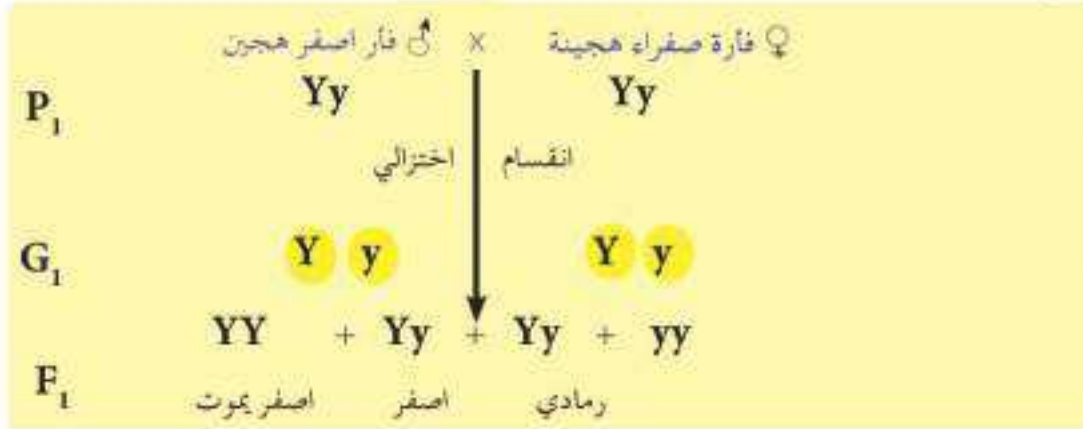 ♀ فأرة صفراء هجينة × ♂ فأر اصفر هجين
P₁ Yy Yy
انقسام اختزالي
G₁ Y y Y y
YY + Yy + Yy + yy
F₁ اصفر يموت اصفر رمادي